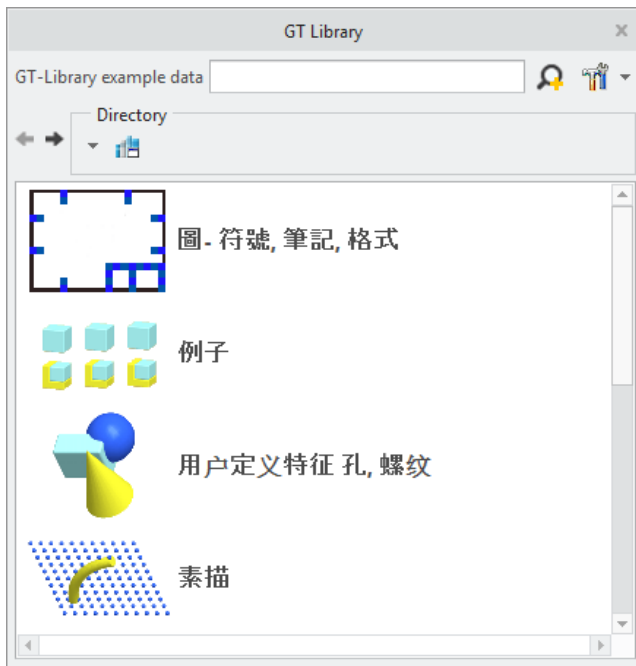 GT Library
GT-Library example data
Directory
圖- 符號, 筆記, 格式
例子
用户定义特征 孔, 螺纹
素描